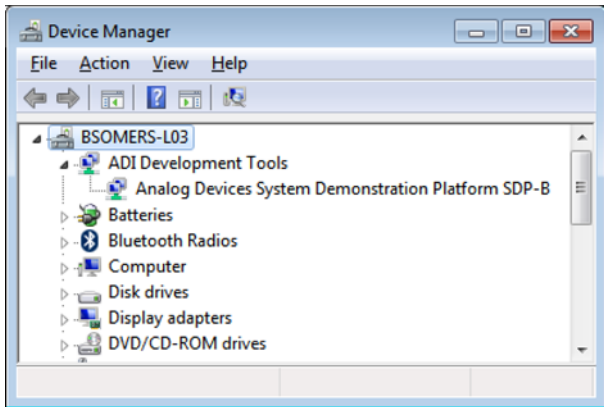 Device Manager
File Action View Help
BSOMERS-L03
ADI Development Tools
Analog Devices System Demonstration Platform SDP-B
Batteries
Bluetooth Radios
Computer
Disk drives
Display adapters
DVD/CD-ROM drives